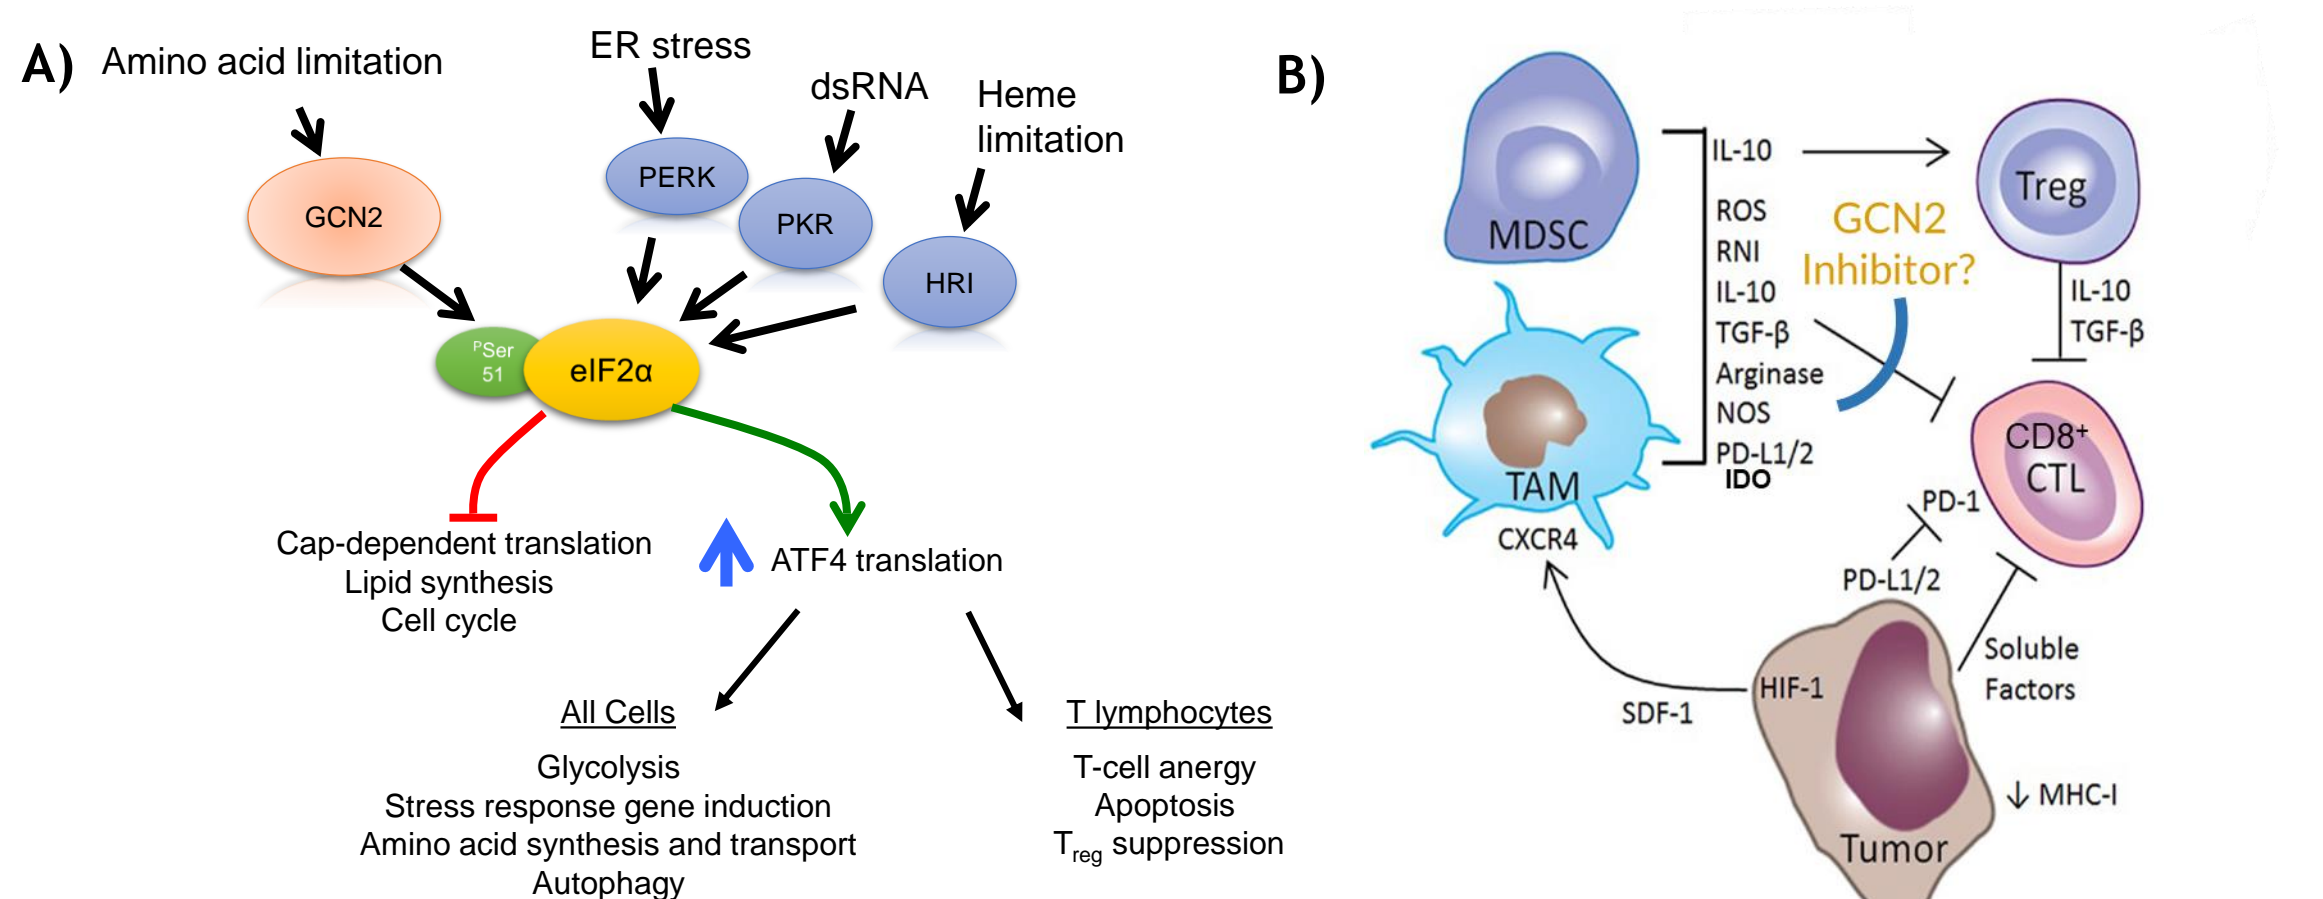 A)
Amino acid limitation
ER stress
dsRNA
Heme
limitation
GCN2
PERK
PKR
HRI
PSer
51
eIF2α
Cap-dependent translation
Lipid synthesis
Cell cycle
ATF4 translation
All Cells
Glycolysis
Stress response gene induction
Amino acid synthesis and transport
Autophagy
T lymphocytes
T-cell anergy
Apoptosis
Treg suppression
B)
MDSC
TAM
CXCR4
IL-10
ROS
RNI
IL-10
TGF-β
Arginase
NOS
PD-L1/2
IDO
GCN2
Inhibitor?
Treg
IL-10
TGF-β
CD8+
CTL
PD-1
PD-L1/2
Soluble
Factors
HIF-1
SDF-1
↓ MHC-I
Tumor